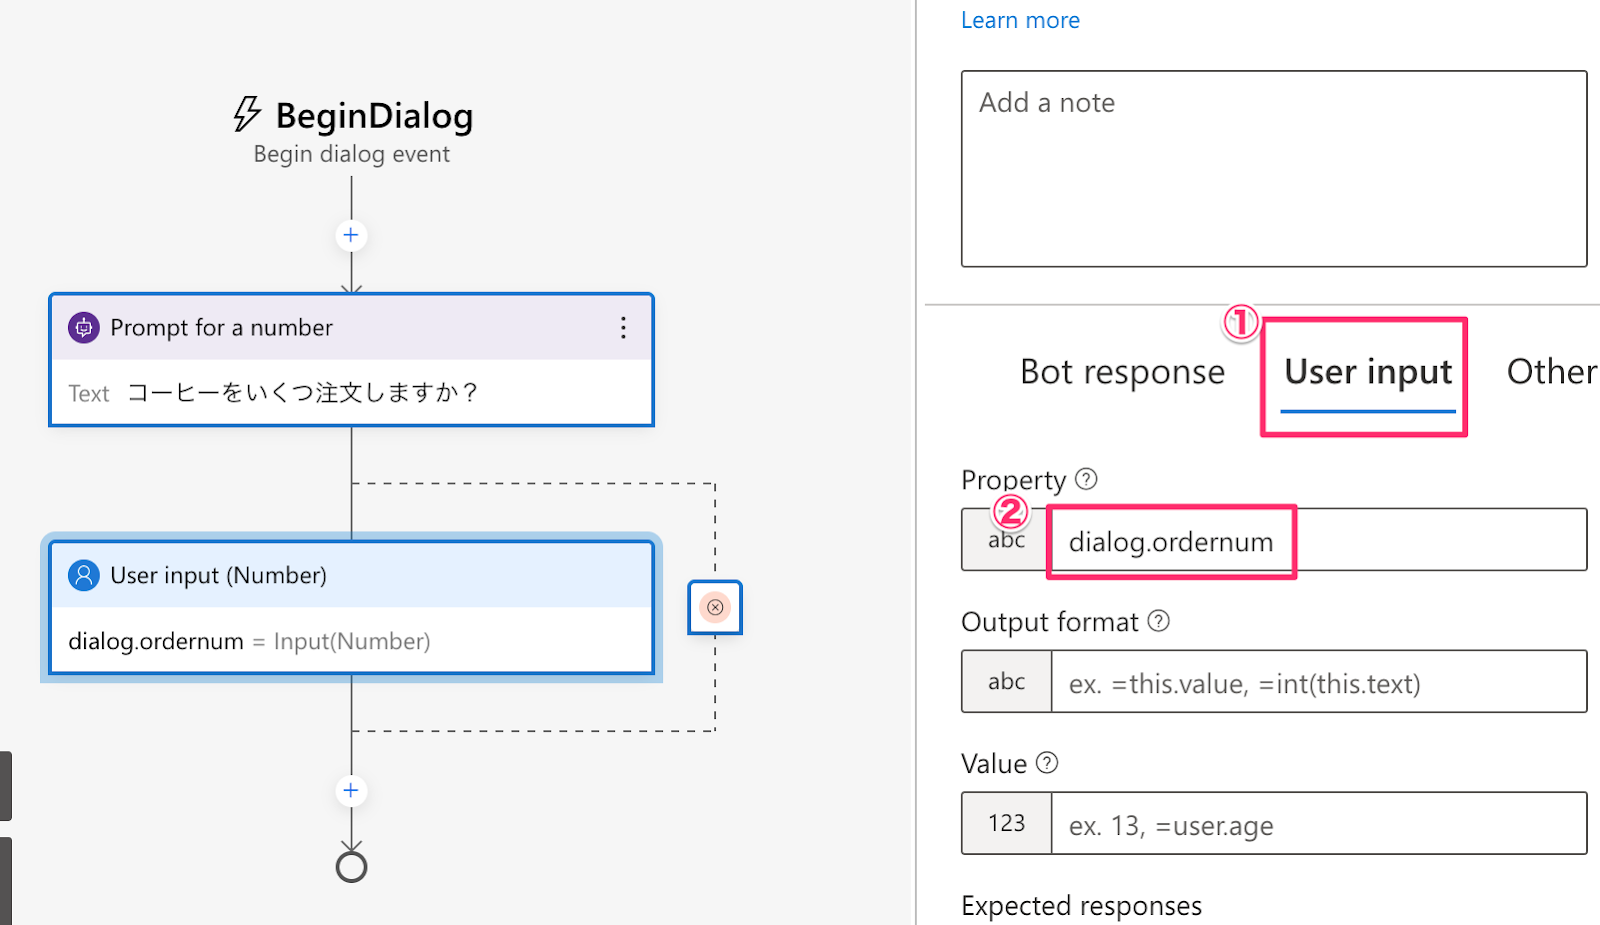 BeginDialog
Begin dialog event
Prompt for a number
Text コーヒーをいくつ注文しますか？
User input (Number)
dialog.ordernum = Input(Number)
Learn more
Add a note
①
Bot response User input Other
Property
②
abc dialog.ordernum
Output format
abc ex. =this.value, =int(this.text)
Value
123 ex. 13, =user.age
Expected responses